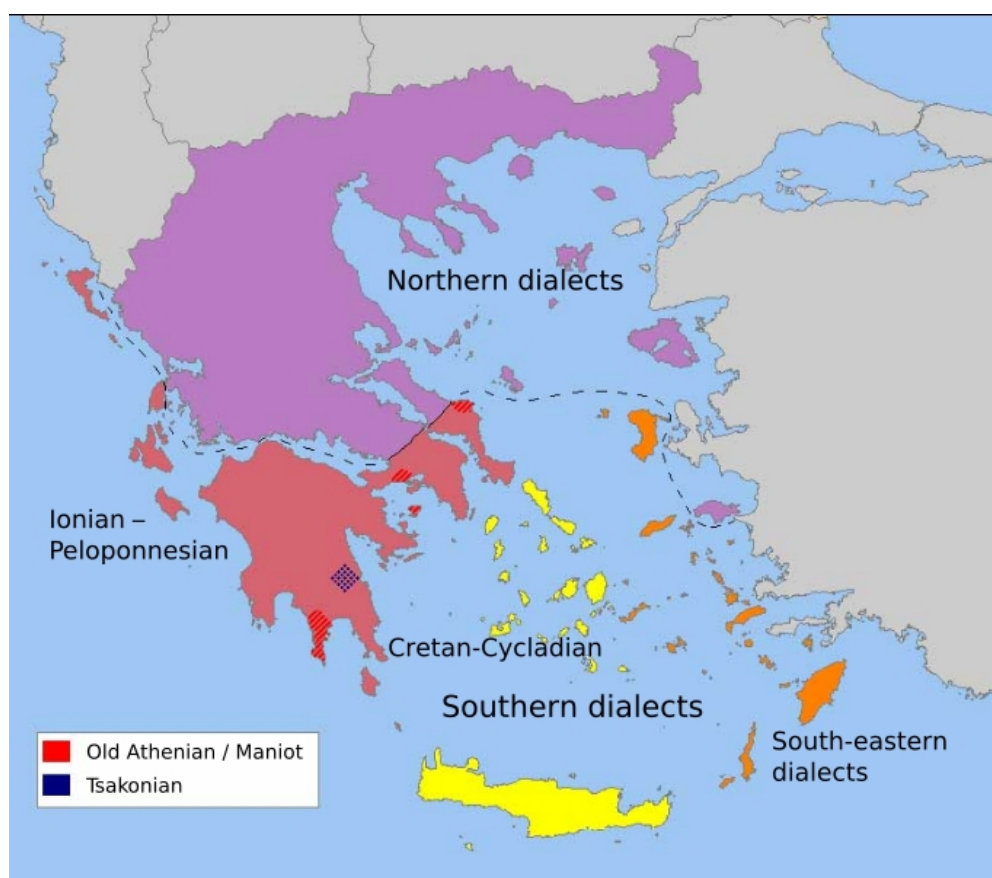 Northern dialects
Ionian –
Peloponnesian
Cretan-Cycladian
Southern dialects
South-eastern
dialects
Old Athenian / Maniot
Tsakonian